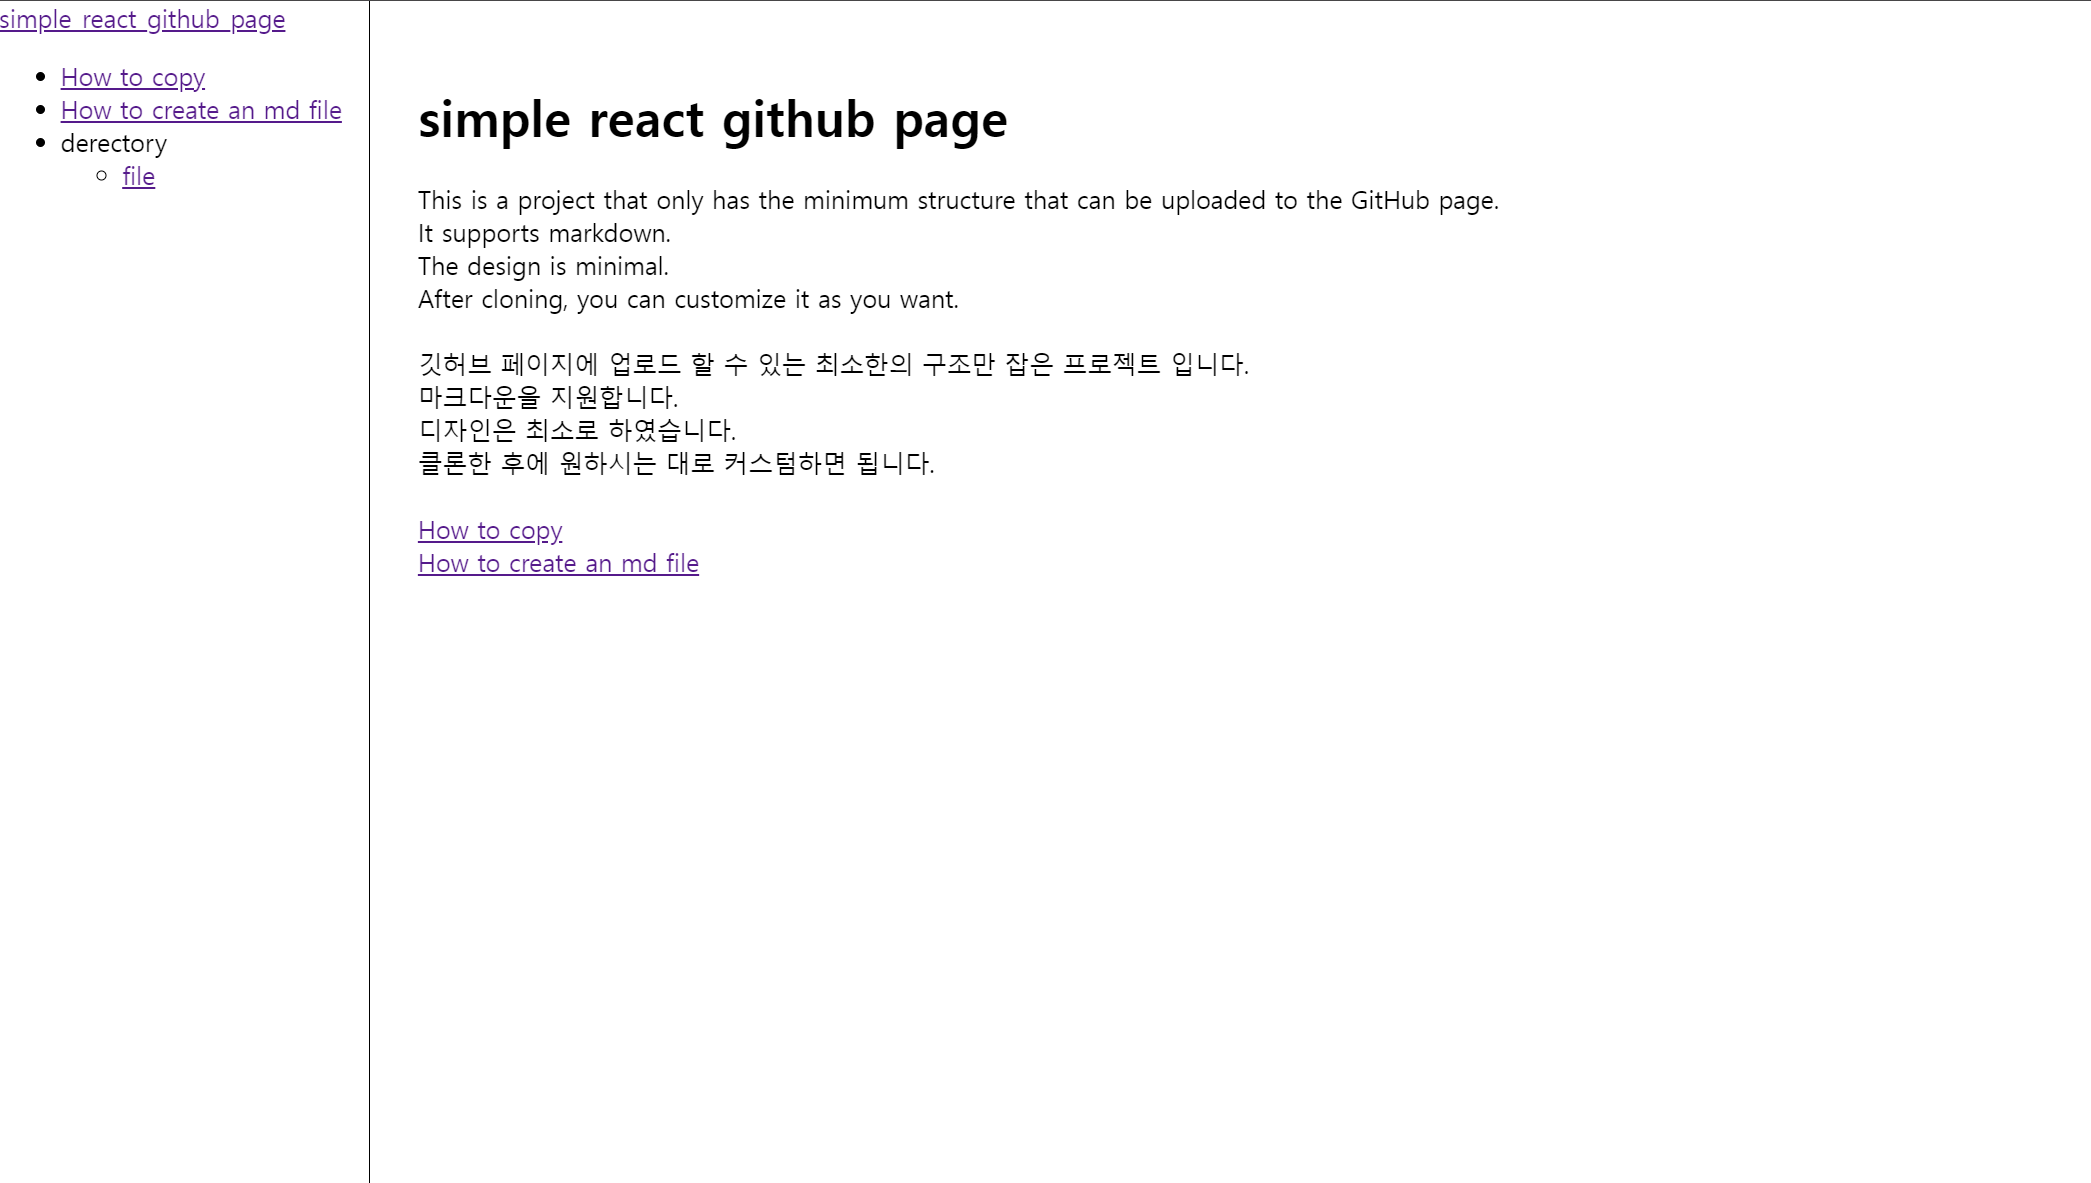 simple react github page
How to copy
How to create an md file
derectory
file
simple react github page
This is a project that only has the minimum structure that can be uploaded to the GitHub page.
It supports markdown.
The design is minimal.
After cloning, you can customize it as you want.
깃허브 페이지에 업로드 할 수 있는 최소한의 구조만 잡은 프로젝트 입니다.
마크다운을 지원합니다.
디자인은 최소로 하였습니다.
클론한 후에 원하시는 대로 커스텀하면 됩니다.
How to copy
How to create an md file